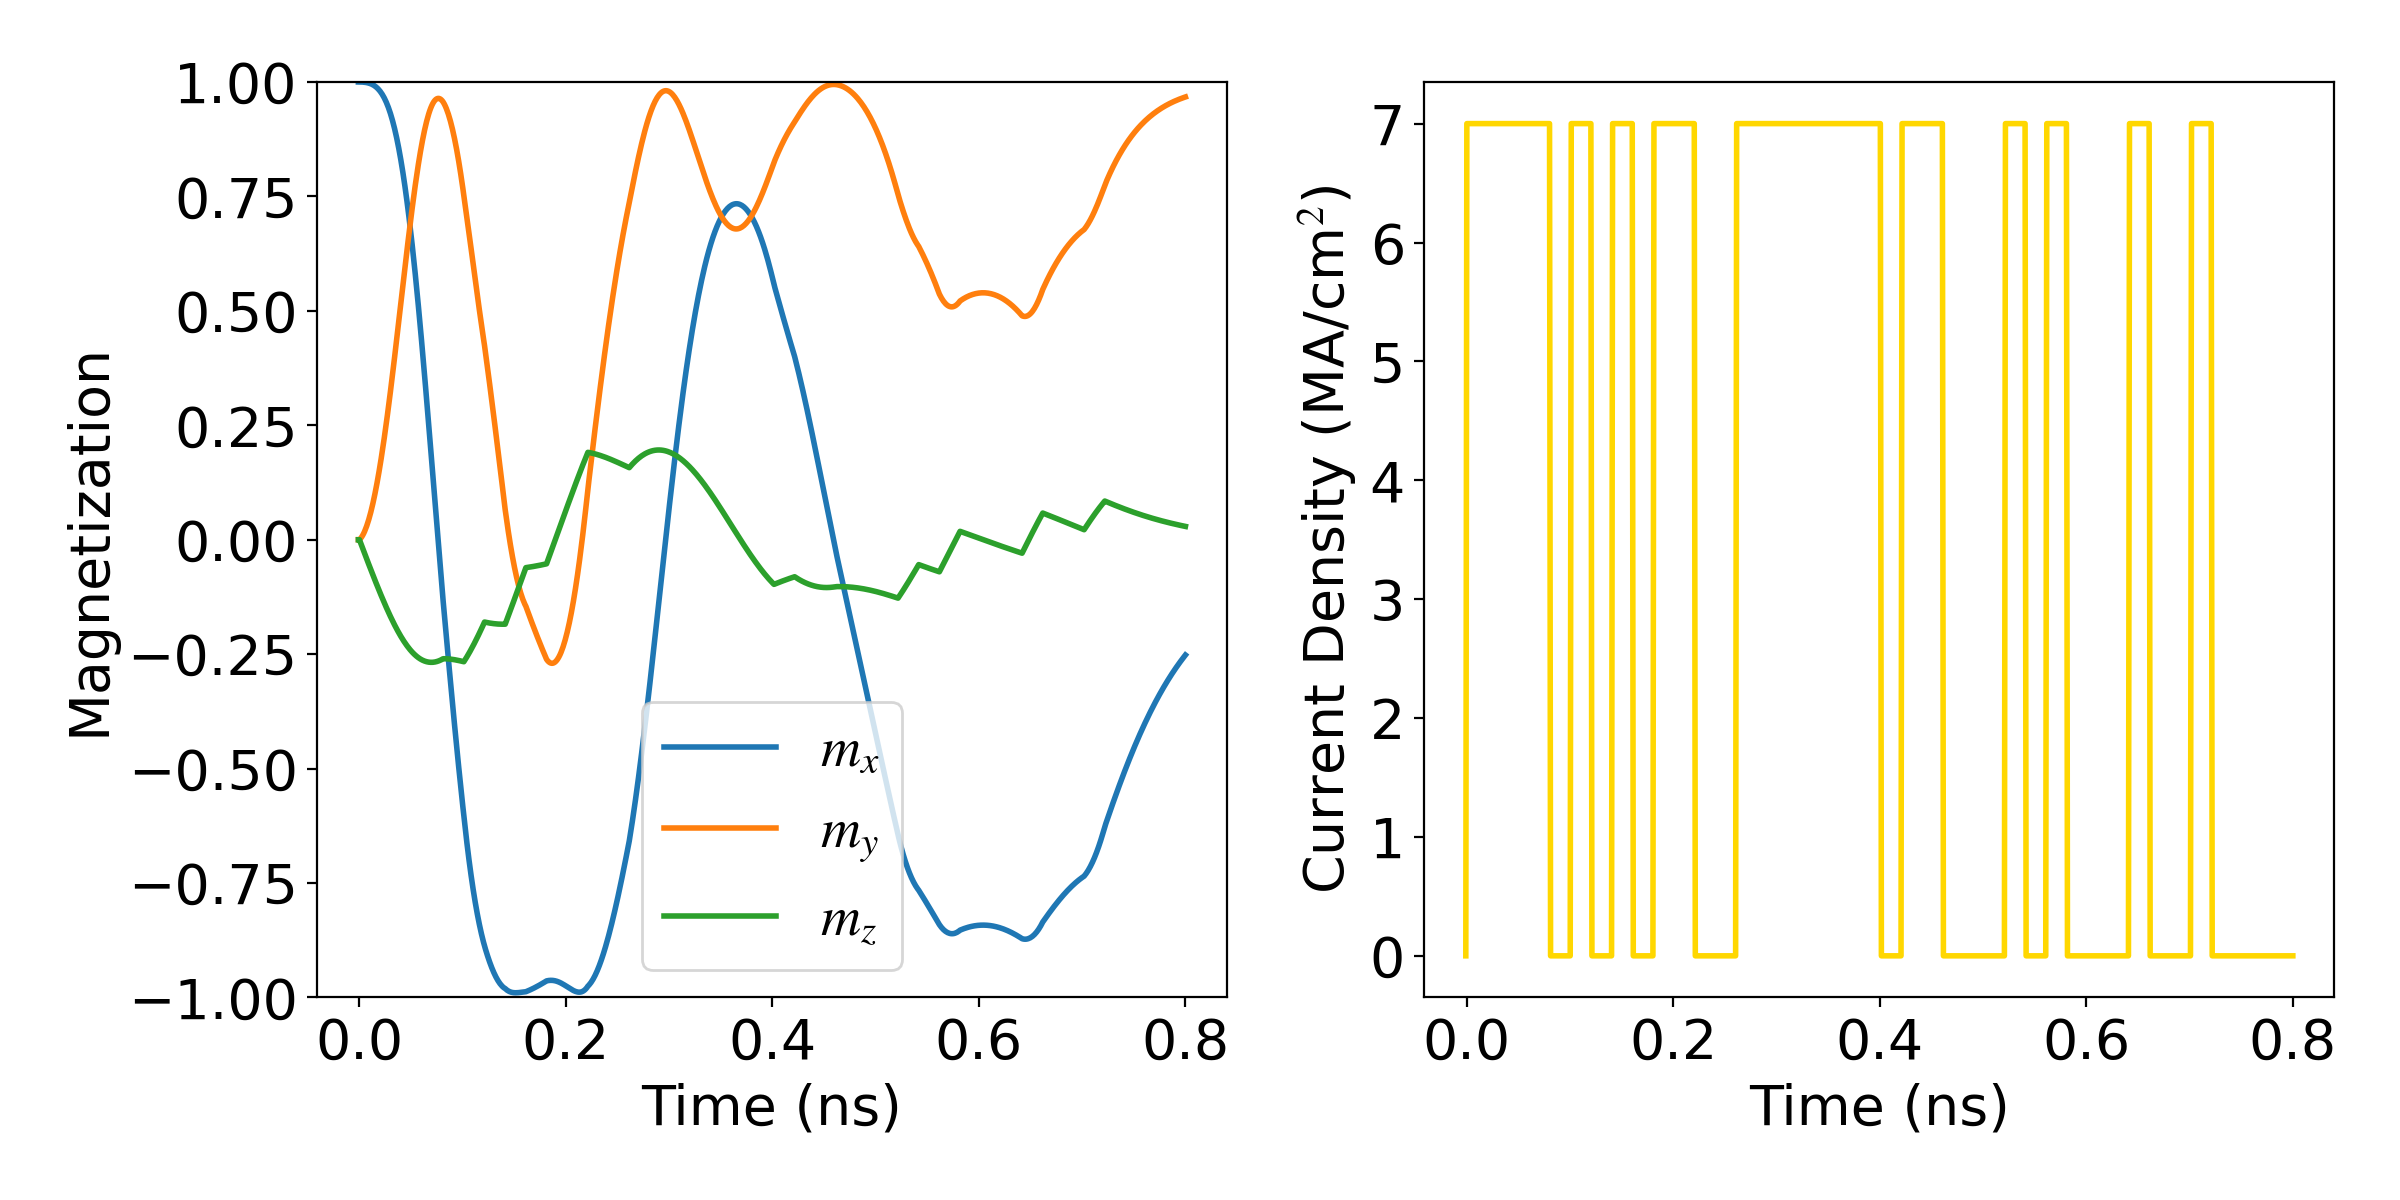 Magnetization
1.00
0.75
0.50
0.25
0.00
−0.25
−0.50
−0.75
−1.00
0.0 0.2 0.4 0.6 0.8
Time (ns)
m_x
m_y
m_z
Current Density (MA/cm²)
7
6
5
4
3
2
1
0
0.0 0.2 0.4 0.6 0.8
Time (ns)